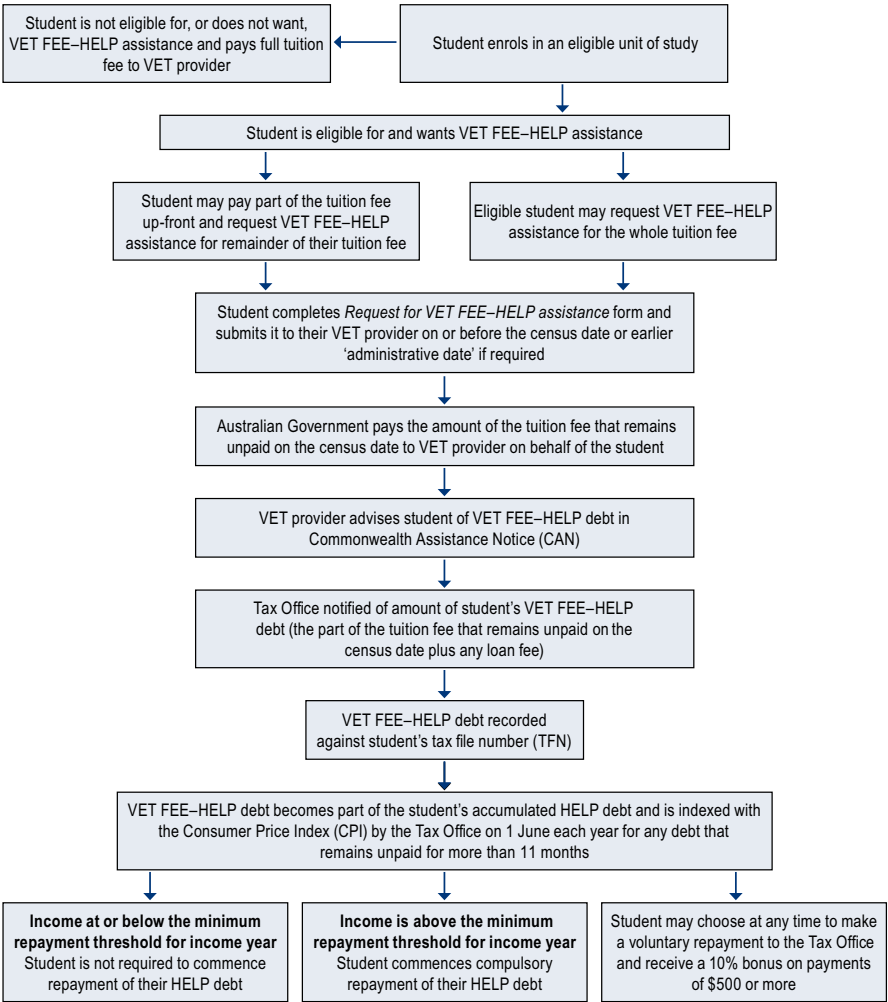 Student is not eligible for, or does not want,
VET FEE–HELP assistance and pays full tuition
fee to VET provider
Student enrols in an eligible unit of study
Student is eligible for and wants VET FEE–HELP assistance
Student may pay part of the tuition fee
up-front and request VET FEE–HELP
assistance for remainder of their tuition fee
Eligible student may request VET FEE–HELP
assistance for the whole tuition fee
Student completes Request for VET FEE–HELP assistance form and
submits it to their VET provider on or before the census date or earlier
‘administrative date’ if required
Australian Government pays the amount of the tuition fee that remains
unpaid on the census date to VET provider on behalf of the student
VET provider advises student of VET FEE–HELP debt in
Commonwealth Assistance Notice (CAN)
Tax Office notified of amount of student’s VET FEE–HELP
debt (the part of the tuition fee that remains unpaid on the
census date plus any loan fee)
VET FEE–HELP debt recorded
against student’s tax file number (TFN)
VET FEE–HELP debt becomes part of the student’s accumulated HELP debt and is indexed with
the Consumer Price Index (CPI) by the Tax Office on 1 June each year for any debt that
remains unpaid for more than 11 months
Income at or below the minimum
repayment threshold for income year
Student is not required to commence
repayment of their HELP debt
Income is above the minimum
repayment threshold for income year
Student commences compulsory
repayment of their HELP debt
Student may choose at any time to make
a voluntary repayment to the Tax Office
and receive a 10% bonus on payments
of $500 or more